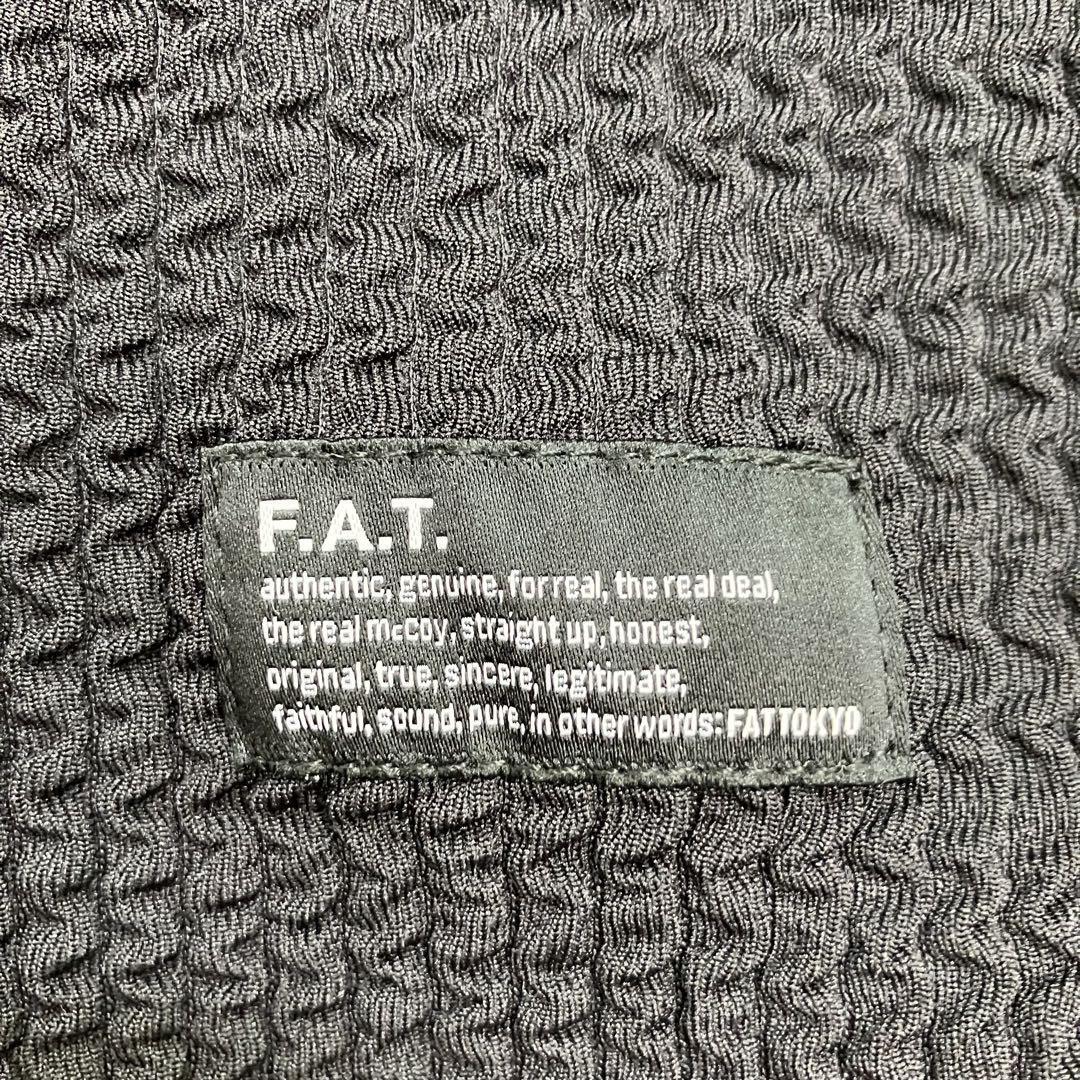 F.A.T.
authentic, genuine, for real, the real deal,
the real mccoy, straight up, honest,
original, true, sincere, legitimate,
faithful, sound, pure, in other words: FATTOKYO